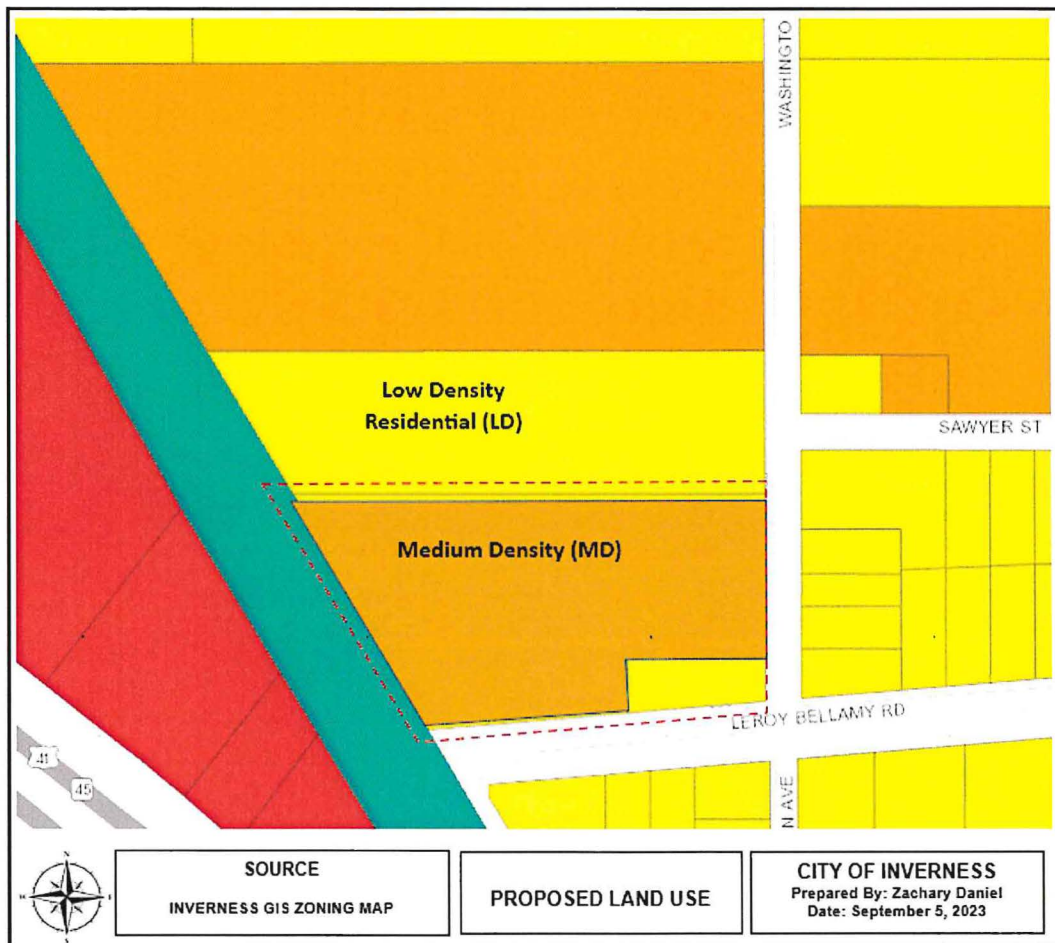 WASHINGTO
Low Density
Residential (LD)
SAWYER ST
Medium Density (MD)
LEROY BELLAMY RD
41
45
N AVE
N
SOURCE
INVERNESS GIS ZONING MAP
PROPOSED LAND USE
CITY OF INVERNESS
Prepared By: Zachary Daniel
Date: September 5, 2023